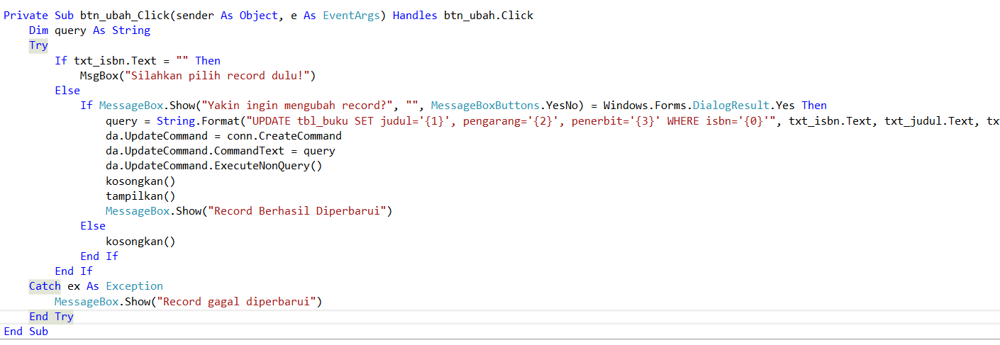 Private Sub btn_ubah_Click(sender As Object, e As EventArgs) Handles btn_ubah.Click
    Dim query As String
    Try
        If txt_isbn.Text = "" Then
            MsgBox("Silahkan pilih record dulu!")
        Else
            If MessageBox.Show("Yakin ingin mengubah record?", "", MessageBoxButtons.YesNo) = Windows.Forms.DialogResult.Yes Then
                query = String.Format("UPDATE tbl_buku SET judul='{1}', pengarang='{2}', penerbit='{3}' WHERE isbn='{0}'", txt_isbn.Text, txt_judul.Text,
                da.UpdateCommand = conn.CreateCommand
                da.UpdateCommand.CommandText = query
                da.UpdateCommand.ExecuteNonQuery()
                kosongkan()
                tampilkan()
                MessageBox.Show("Record Berhasil Diperbarui")
            Else
                kosongkan()
            End If
        End If
    Catch ex As Exception
        MessageBox.Show("Record gagal diperbarui")
    End Try
End Sub